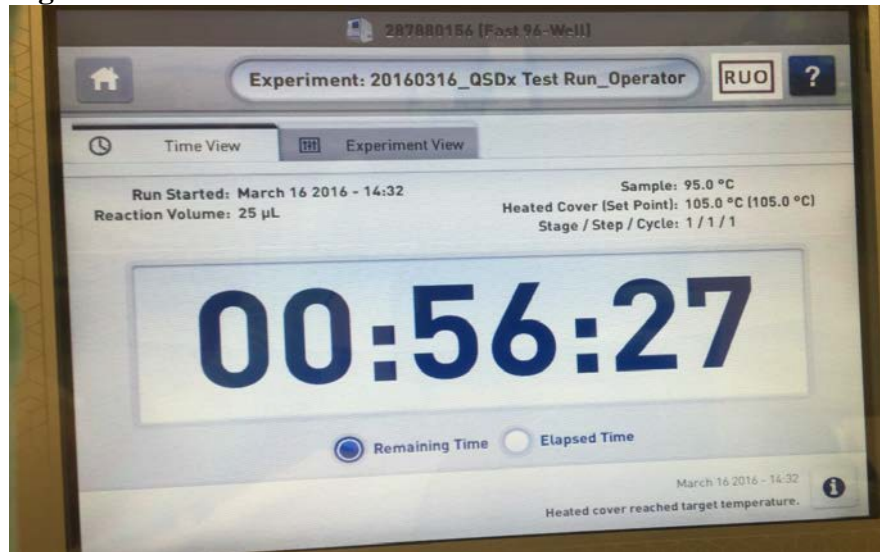 287880156 (Fast 96-Well)
Experiment: 20160316_QSDx Test Run_Operator
RUO
?
Time View
Experiment View
Run Started: March 16 2016 - 14:32
Reaction Volume: 25 µL
Sample: 95.0 °C
Heated Cover (Set Point): 105.0 °C (105.0 °C)
Stage / Step / Cycle: 1 / 1 / 1
00:56:27
Remaining Time
Elapsed Time
March 16 2016 - 14:32
Heated cover reached target temperature.